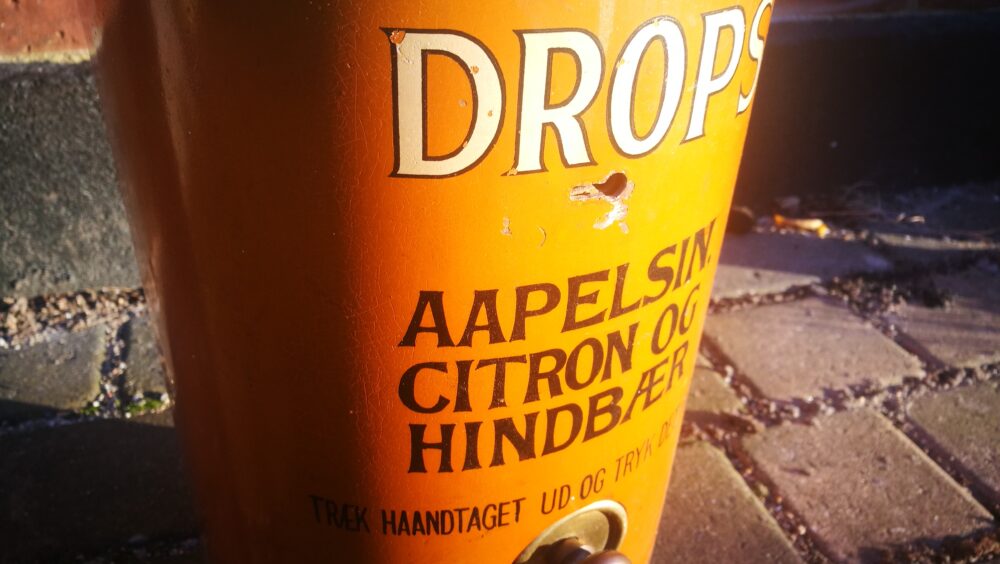 DROPS
AAPELSIN.
CITRON OG
HINDBÆR
TRÆK HAANDTAGET UD OG TRYK